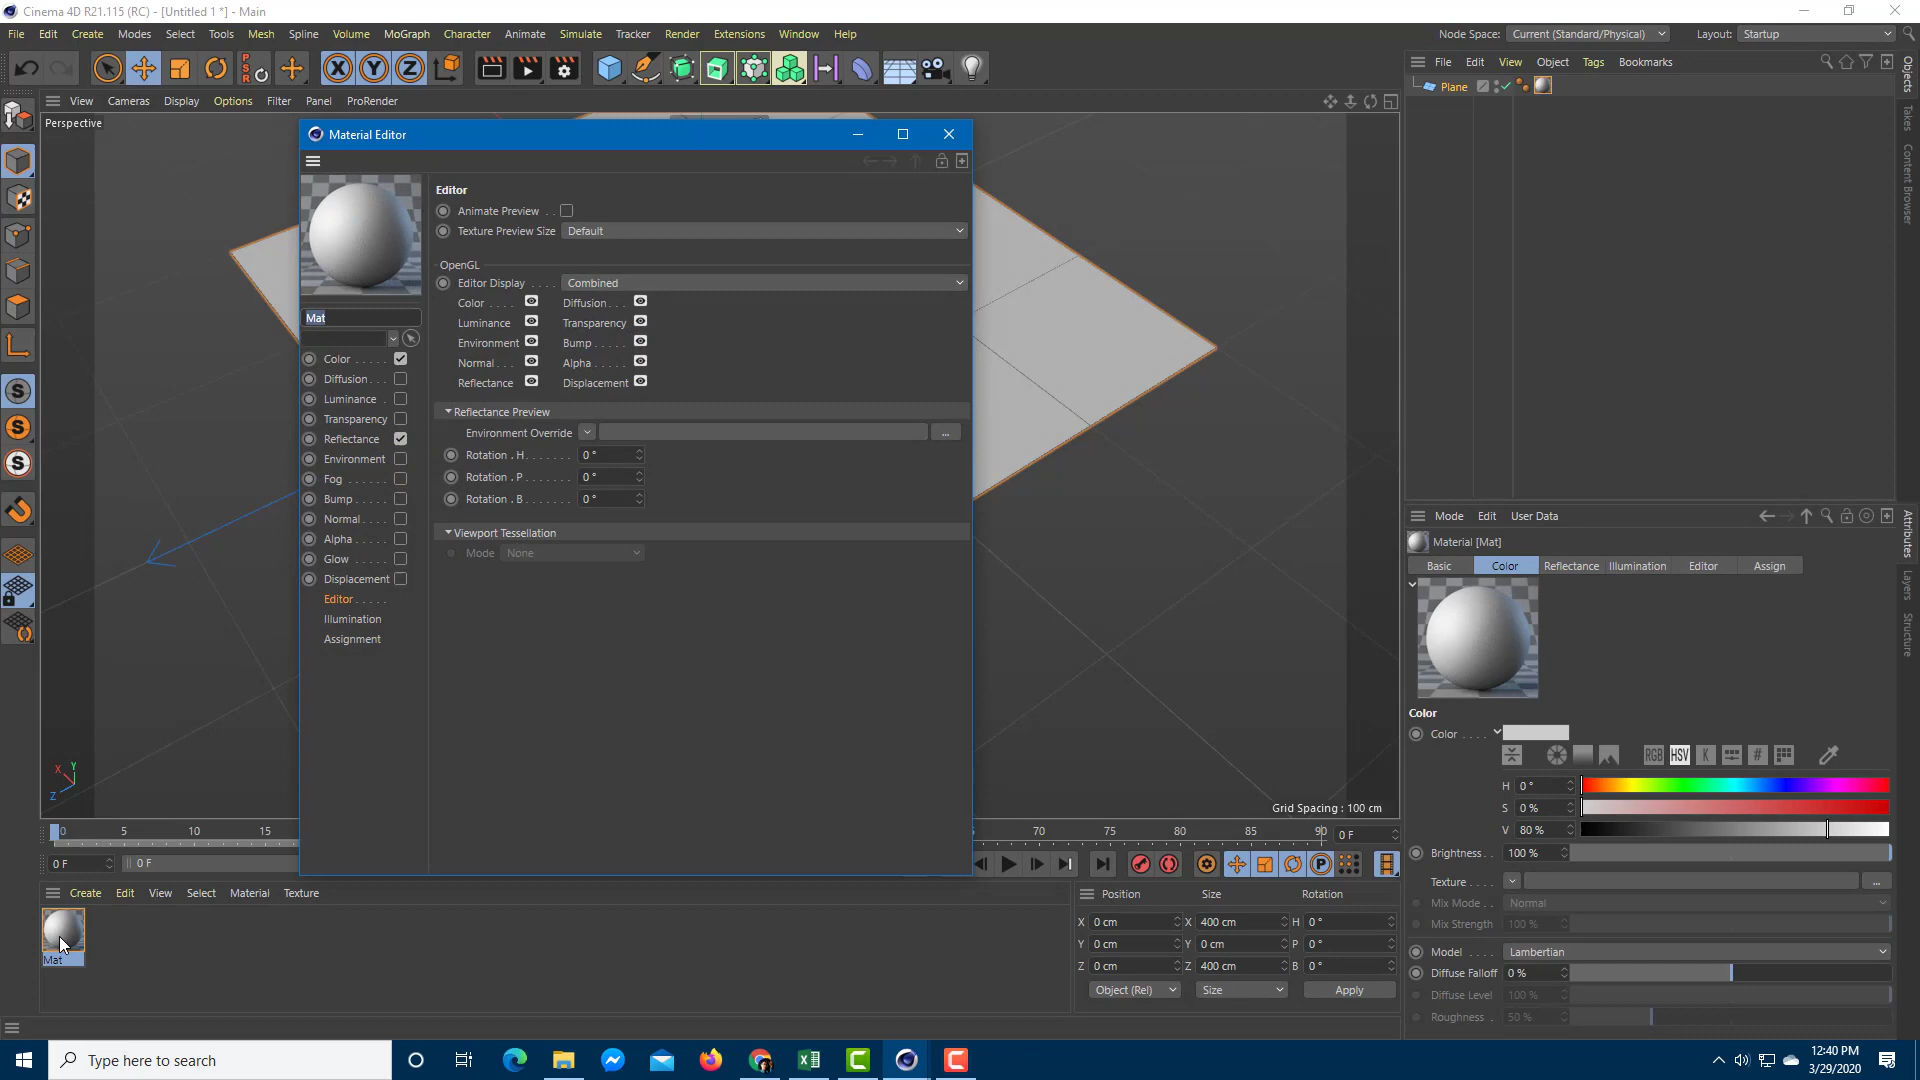 Cinema 4D R21.115 (RC) - [Untitled 1 *] - Main
File Edit Create Modes Select Tools Mesh Spline Volume MoGraph Character Animate Simulate Tracker Render Extensions Window Help Node Space: Current (Standard/Physical) Layout: Startup
P S R X Y Z
File Edit View Object Tags Bookmarks
Plane
View Cameras Display Options Filter Panel ProRender
Perspective
Material Editor
Editor
Animate Preview . .
Texture Preview Size Default
OpenGL
Editor Display . . . . Combined
Color . . . . Diffusion . . .
Luminance Transparency
Environment Bump . . . . .
Normal . . . Alpha . . . . .
Reflectance Displacement
Reflectance Preview
Environment Override ...
Rotation . H . . . . . . . 0 °
Rotation . P . . . . . . . 0 °
Rotation . B . . . . . . . 0 °
Viewport Tessellation
Mode None
Mat
Color . . . . .
Diffusion . . .
Luminance .
Transparency
Reflectance
Environment
Fog . . . . . .
Bump . . . . .
Normal . . . .
Alpha . . . . .
Glow . . . . .
Displacement
Editor . . . . .
Illumination
Assignment
X Y Z
Grid Spacing : 100 cm
0 5 10 15 70 75 80 85 90 0 F
0 F 0 F
Create Edit View Select Material Texture
Mat
Position Size Rotation
X 0 cm X 400 cm H 0 °
Y 0 cm Y 0 cm P 0 °
Z 0 cm Z 400 cm B 0 °
Object (Rel) Size Apply
Mode Edit User Data
Material [Mat]
Basic Color Reflectance Illumination Editor Assign
Color
Color . . . .
RGB HSV K #
H 0 °
S 0 %
V 80 %
Brightness . . 100 %
Texture . . . . ...
Mix Mode . . Normal
Mix Strength 100 %
Model . . . . Lambertian
Diffuse Falloff 0 %
Diffuse Level 100 %
Roughness . 50 %
Objects
Takes
Content Browser
Attributes
Layers
Structure
Type here to search
12:40 PM
3/29/2020